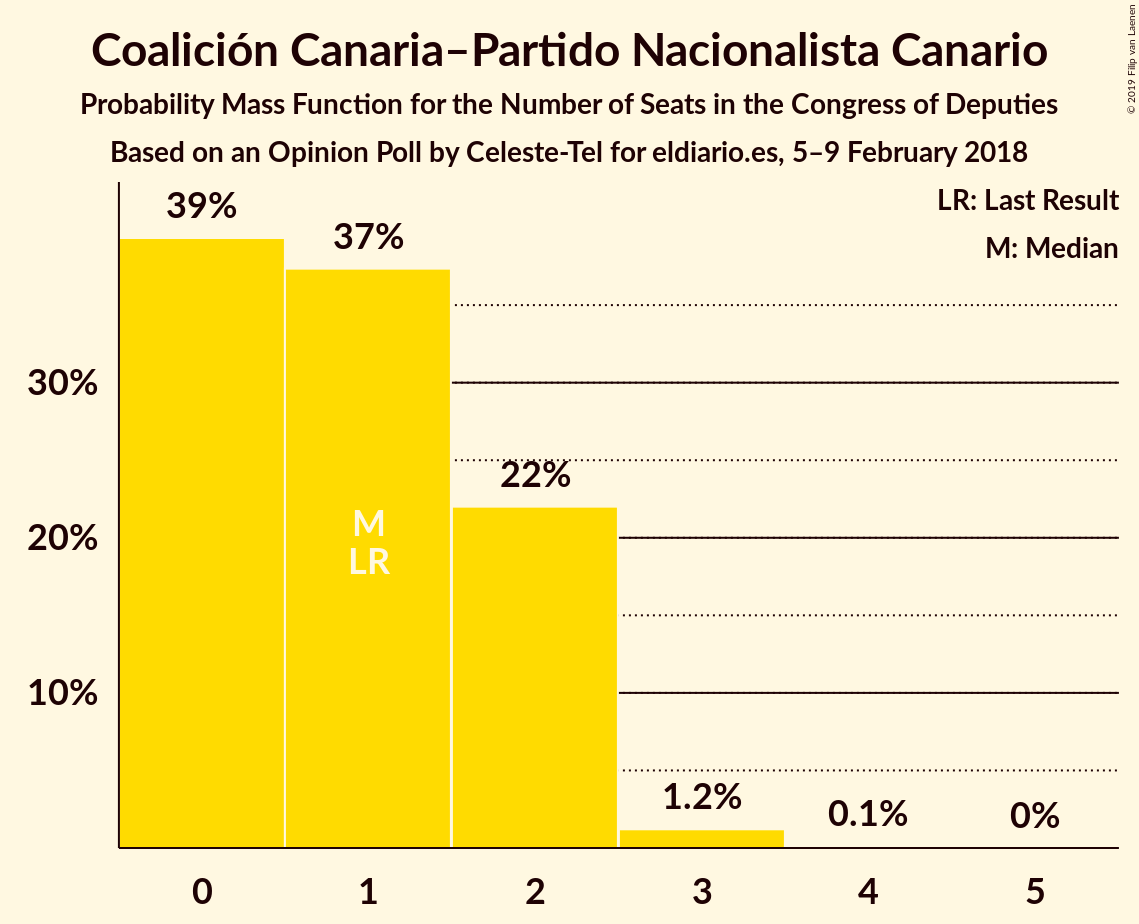 Coalición Canaria–Partido Nacionalista Canario
Probability Mass Function for the Number of Seats in the Congress of Deputies
Based on an Opinion Poll by Celeste-Tel for eldiario.es, 5–9 February 2018
© 2019 Filip van Laenen
LR: Last Result
M: Median
39%
37%
30%
22%
M
LR
20%
10%
1.2%
0.1%
0%
0 1 2 3 4 5